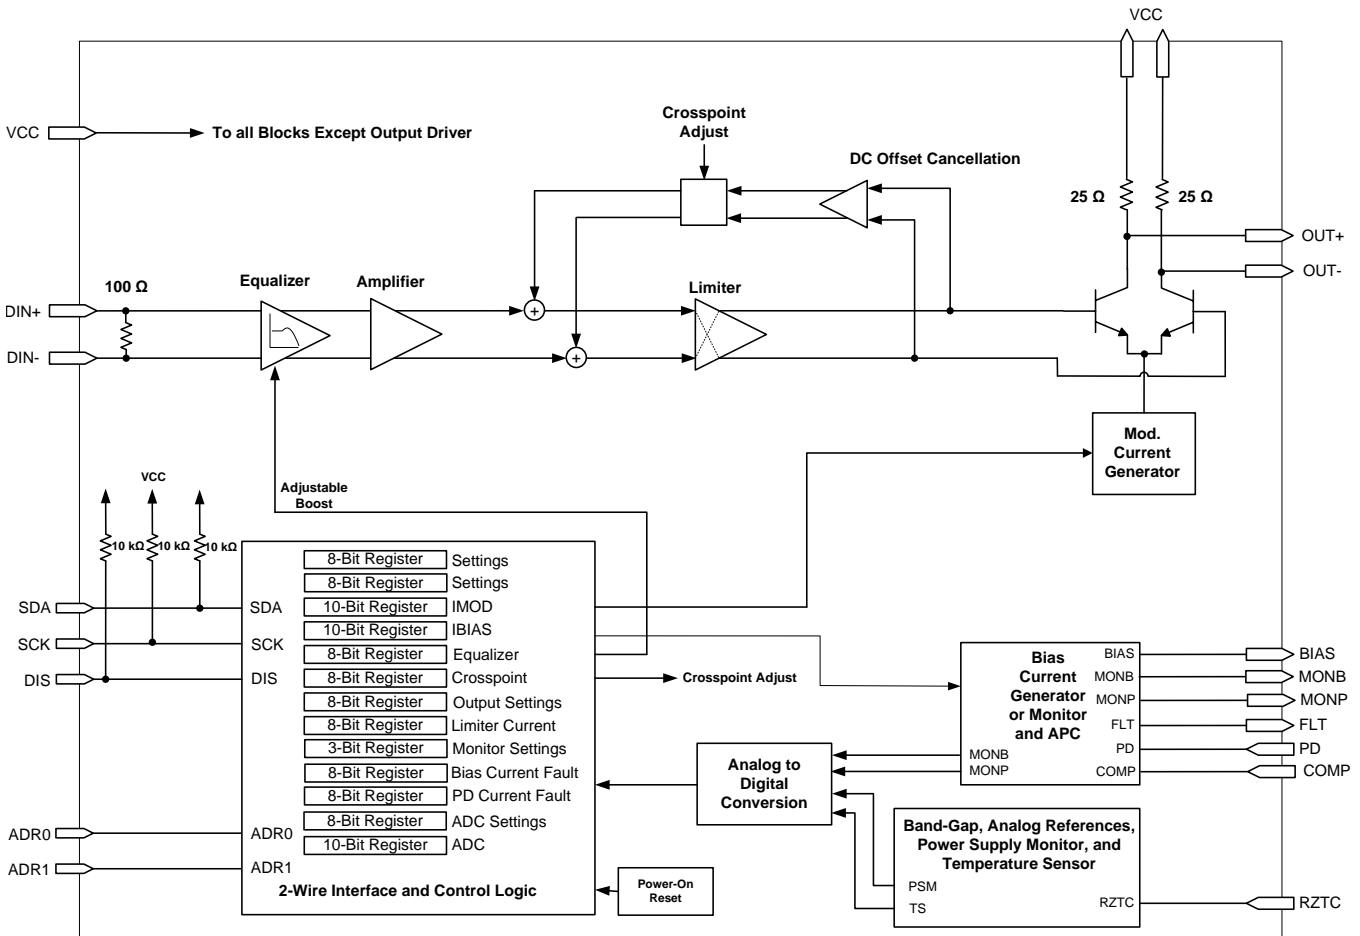 VCC
VCC
To all Blocks Except Output Driver
Crosspoint
Adjust
DC Offset Cancellation
25 Ω
25 Ω
OUT+
OUT-
100 Ω
Equalizer
Amplifier
Limiter
DIN+
DIN-
+
+
Mod.
Current
Generator
VCC
Adjustable
Boost
10 kΩ
10 kΩ
10 kΩ
SDA
SCK
DIS
ADR0
ADR1
SDA
SCK
DIS
ADR0
ADR1
8-Bit Register Settings
8-Bit Register Settings
10-Bit Register IMOD
10-Bit Register IBIAS
8-Bit Register Equalizer
8-Bit Register Crosspoint
8-Bit Register Output Settings
8-Bit Register Limiter Current
3-Bit Register Monitor Settings
8-Bit Register Bias Current Fault
8-Bit Register PD Current Fault
8-Bit Register ADC Settings
10-Bit Register ADC
2-Wire Interface and Control Logic
Crosspoint Adjust
Power-On
Reset
Analog to
Digital
Conversion
Bias
Current
Generator
or Monitor
and APC
BIAS
MONB
MONP
FLT
PD
COMP
MONB
MONP
BIAS
MONB
MONP
FLT
PD
COMP
Band-Gap, Analog References,
Power Supply Monitor, and
Temperature Sensor
PSM
TS
RZTC
RZTC